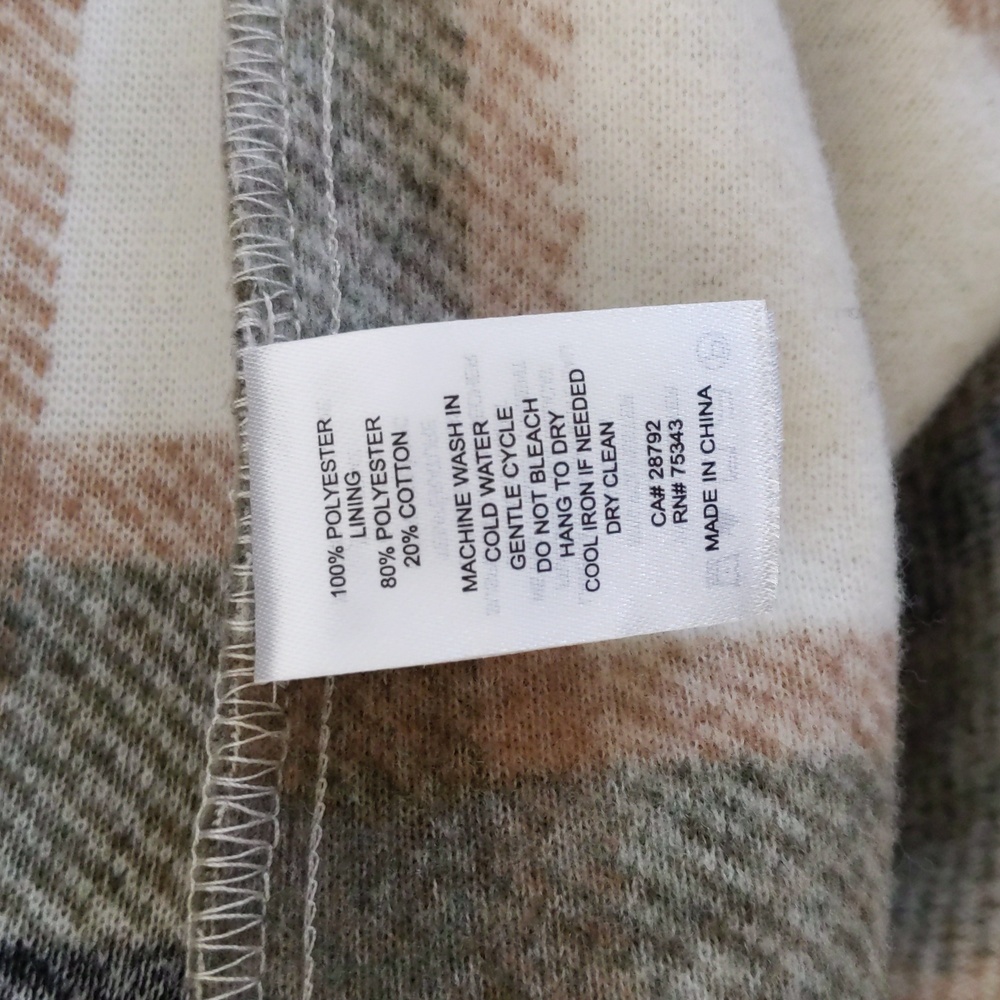 100% POLYESTER
LINING
80% POLYESTER
20% COTTON
MACHINE WASH IN
COLD WATER
GENTLE CYCLE
DO NOT BLEACH
HANG TO DRY
COOL IRON IF NEEDED
DRY CLEAN
CA# 28792
RN# 75343
MADE IN CHINA